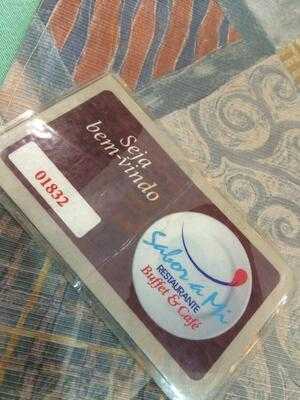 Seja
bem-vindo
01832
Sabor a Mi
RESTAURANTE
Buffet & Café